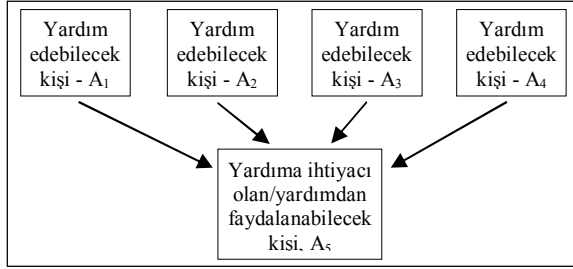 Yardım
edebilecek
kişi - A₁
Yardım
edebilecek
kişi - A₂
Yardım
edebilecek
kişi - A₃
Yardım
edebilecek
kişi - A₄
Yardıma ihtiyacı
olan/yardımdan
faydalanabilecek
kişi, A₅